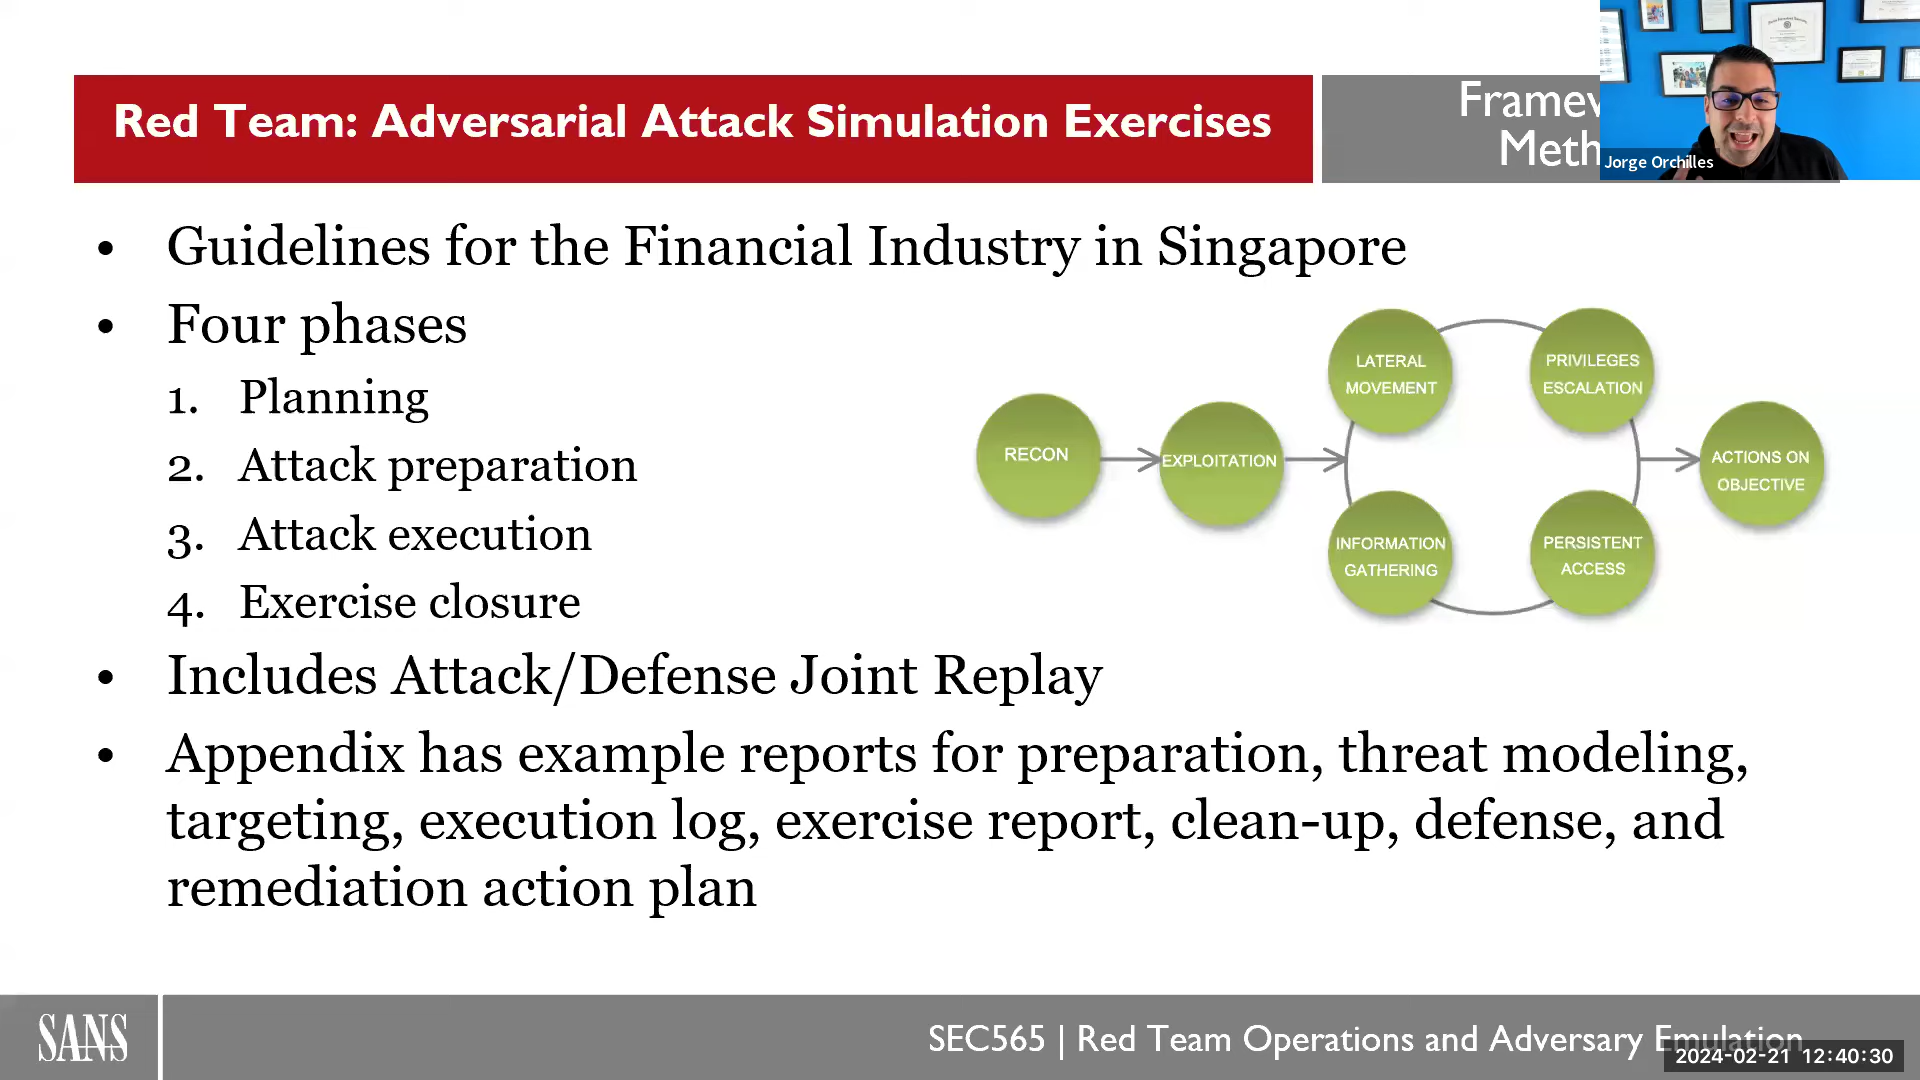 Red Team: Adversarial Attack Simulation Exercises
Jorge Orchilles
• Guidelines for the Financial Industry in Singapore
• Four phases
1. Planning
2. Attack preparation
3. Attack execution
4. Exercise closure
RECON
EXPLOITATION
LATERAL
MOVEMENT
PRIVILEGES
ESCALATION
INFORMATION
GATHERING
PERSISTENT
ACCESS
ACTIONS ON
OBJECTIVE
• Includes Attack/Defense Joint Replay
• Appendix has example reports for preparation, threat modeling,
targeting, execution log, exercise report, clean-up, defense, and
remediation action plan
SANS
SEC565 | Red Team Operations and Adversary Emulation
2024-02-21 12:40:30